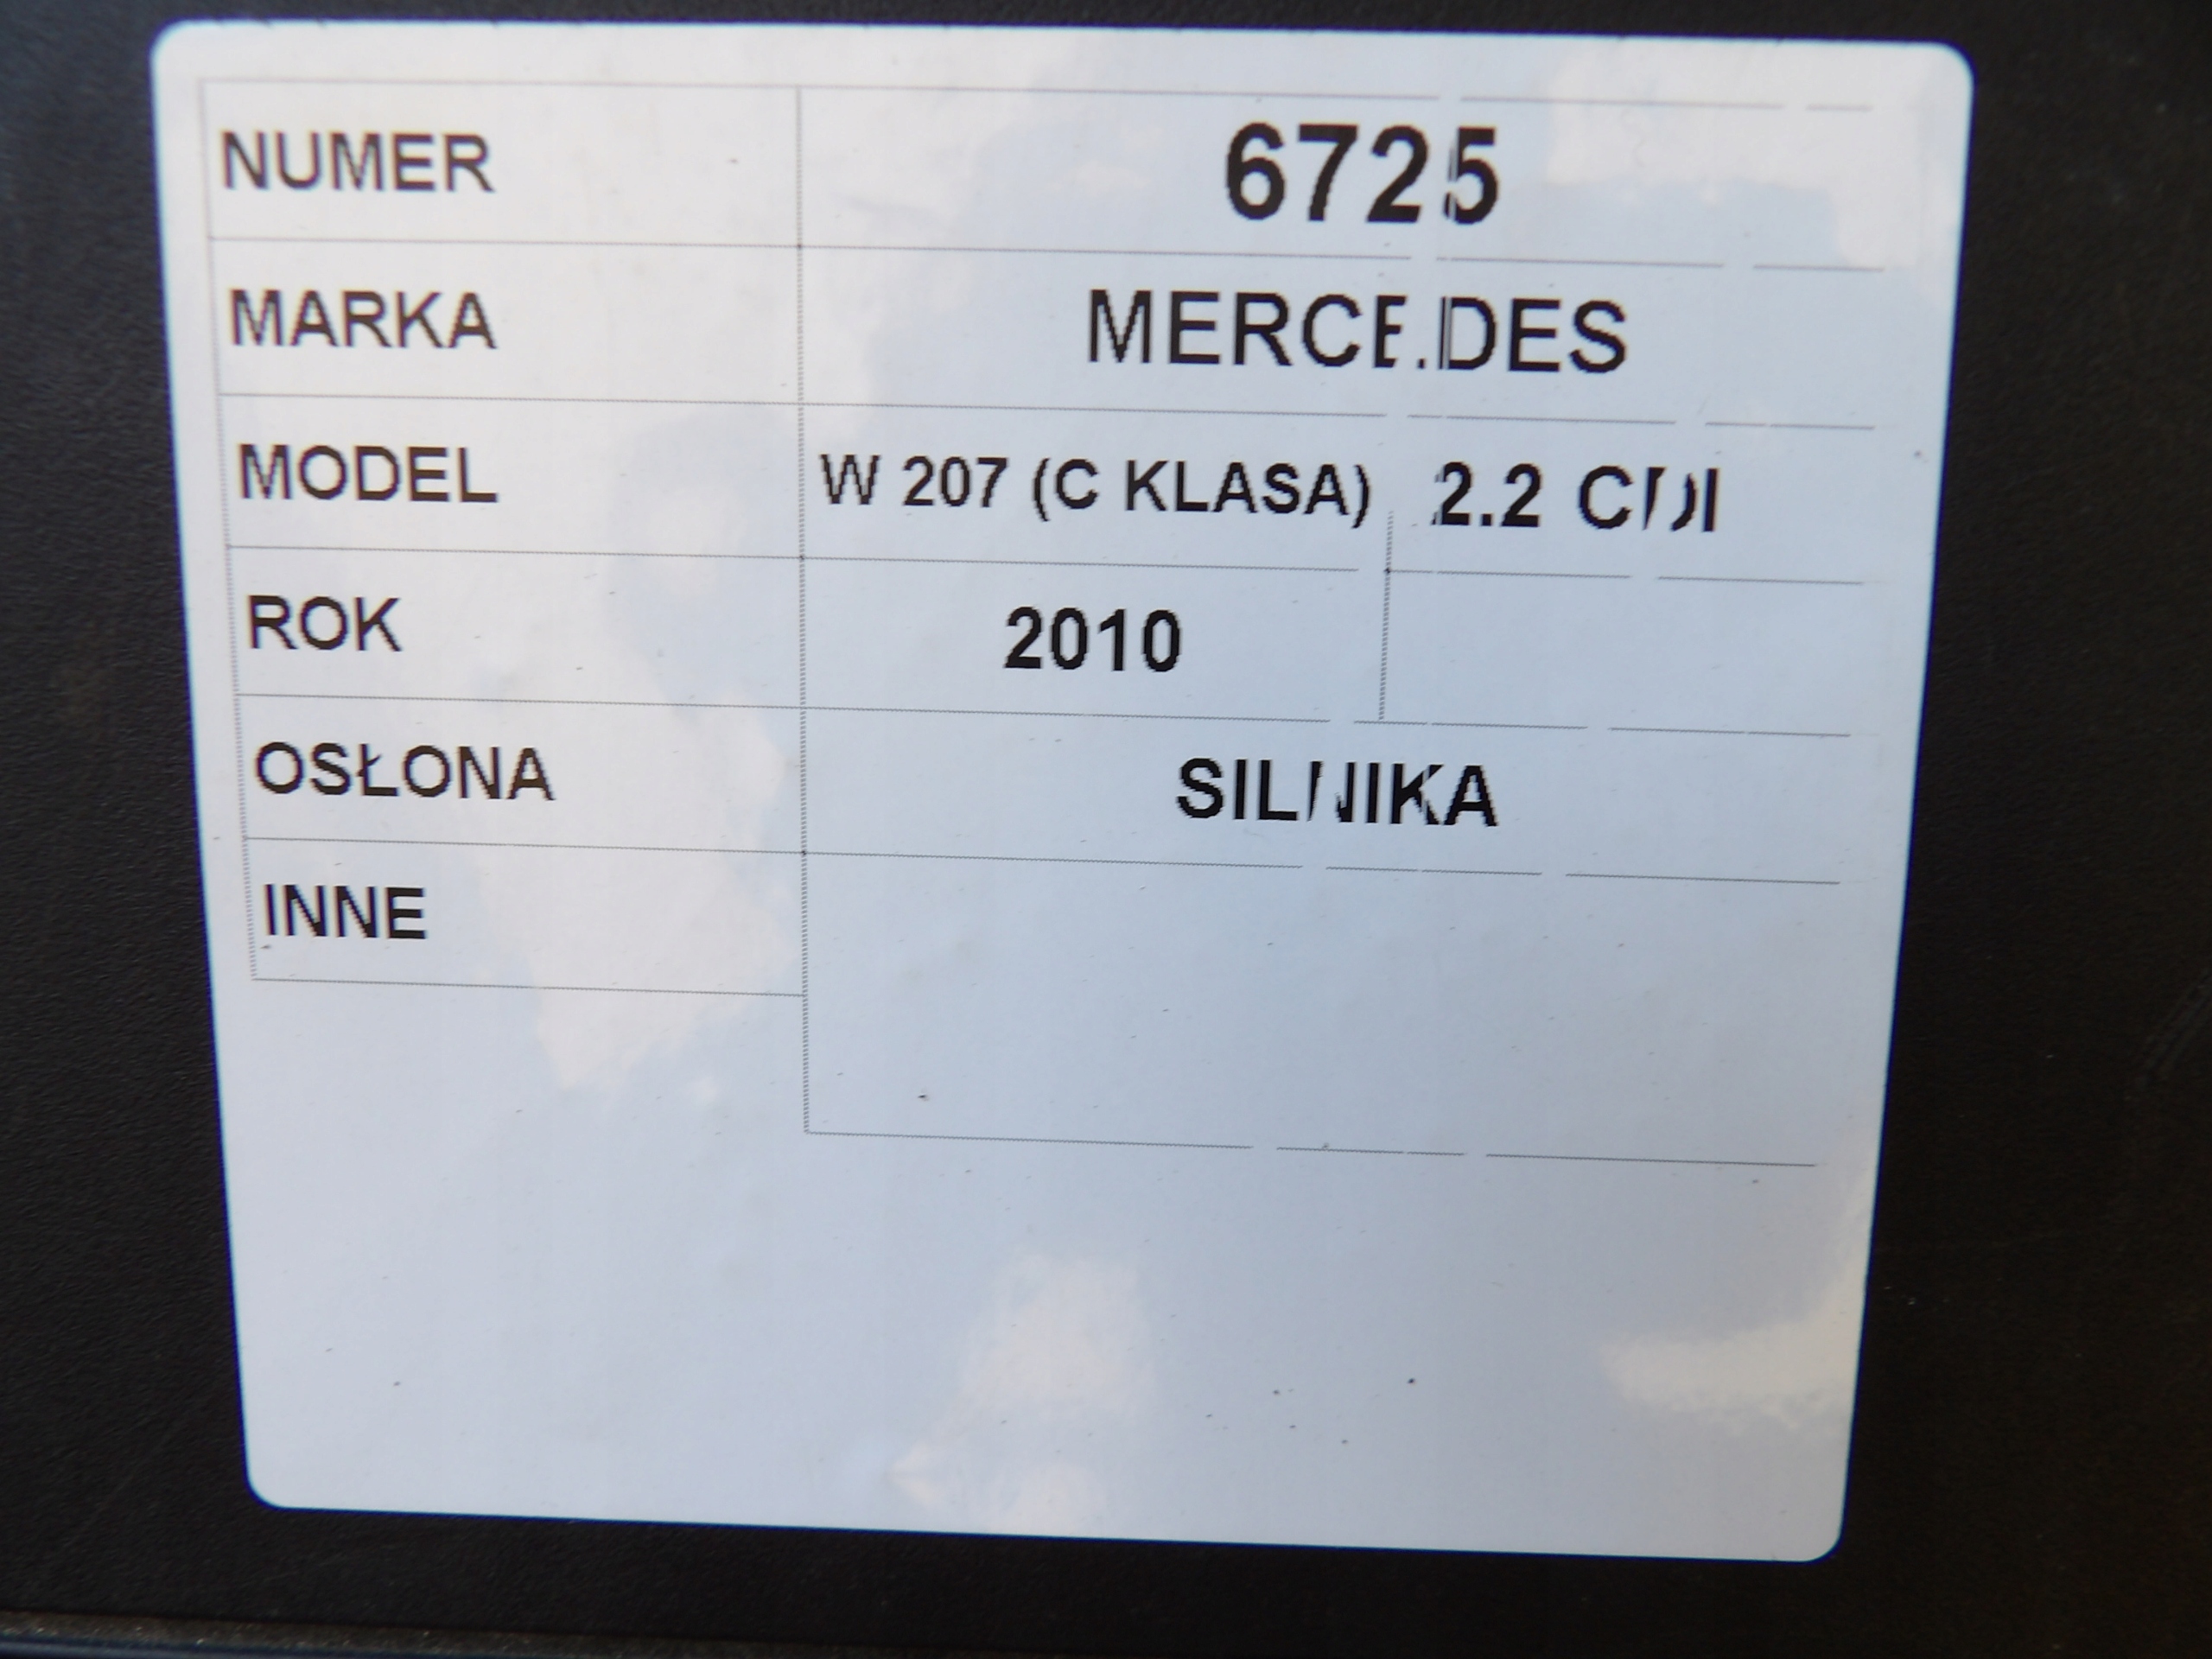 NUMER 6725
MARKA MERCEDES
MODEL W 207 (C KLASA) 2.2 CDI
ROK 2010
OSŁONA SILNIKA
INNE